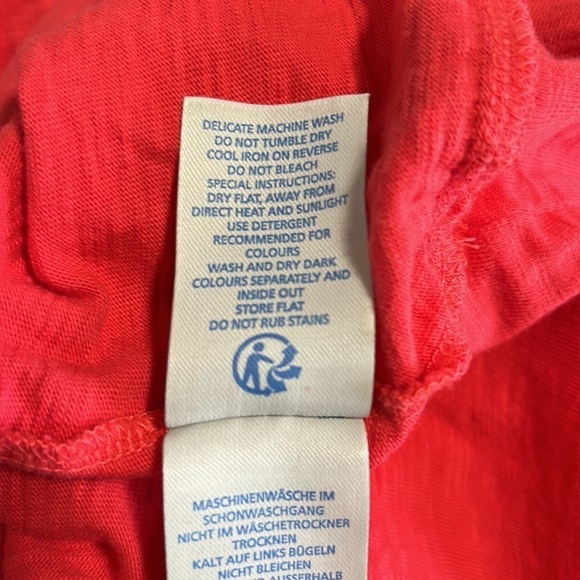 DELICATE MACHINE WASH
DO NOT TUMBLE DRY
COOL IRON ON REVERSE
DO NOT BLEACH
SPECIAL INSTRUCTIONS:
DRY FLAT, AWAY FROM
DIRECT HEAT AND SUNLIGHT
USE DETERGENT
RECOMMENDED FOR
COLOURS
WASH AND DRY DARK
COLOURS SEPARATELY AND
INSIDE OUT
STORE FLAT
DO NOT RUB STAINS
MASCHINENWÄSCHE IM
SCHONWASCHGANG
NICHT IM WÄSCHETROCKNER
TROCKNEN
KALT AUF LINKS BÜGELN
NICHT BLEICHEN
AUSSERHALB